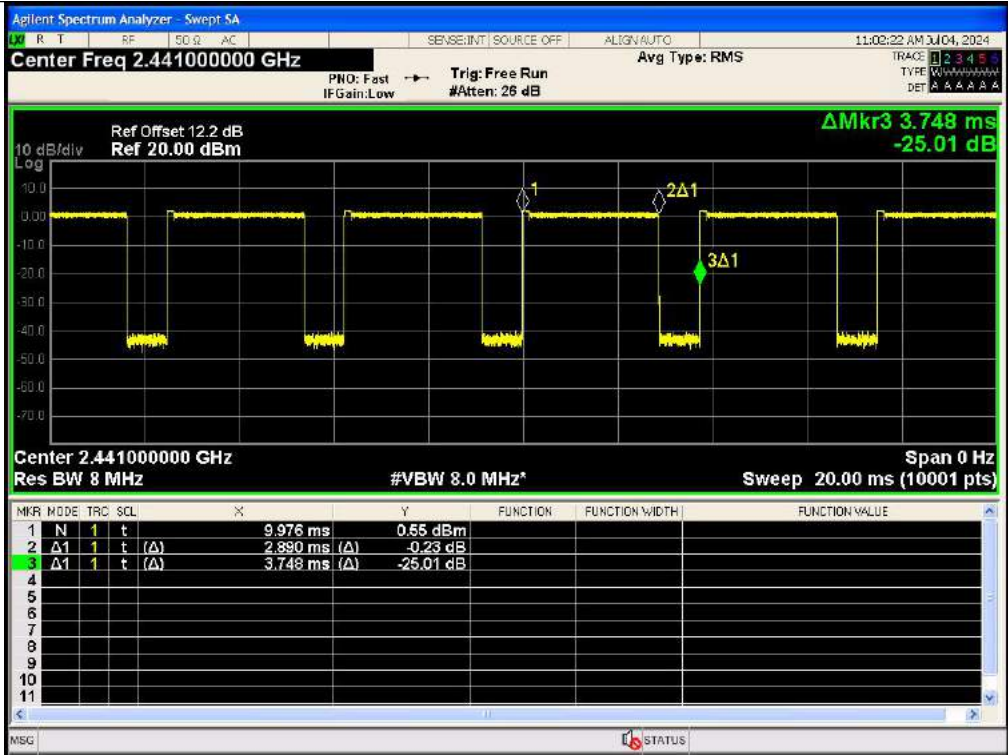 Agilent Spectrum Analyzer - Swept SA
LXI R T RF 50 Ω AC SENSE:INT SOURCE OFF ALIGN AUTO 11:02:22 AM Jul 04, 2024
Center Freq 2.441000000 GHz Avg Type: RMS TRACE 1 2 3 4 5 6
PNO: Fast Trig: Free Run TYPE
IFGain:Low #Atten: 26 dB DET A A A A A A
ΔMkr3 3.748 ms
Ref Offset 12.2 dB
10 dB/div Ref 20.00 dBm -25.01 dB
Log
10.0
1
2Δ1
0.00
-10.0
3Δ1
-20.0
-30.0
-40.0
-50.0
-60.0
-70.0
Center 2.441000000 GHz Span 0 Hz
Res BW 8 MHz #VBW 8.0 MHz* Sweep 20.00 ms (10001 pts)
MKR MODE TRC SCL X Y FUNCTION FUNCTION WIDTH FUNCTION VALUE
1 N 1 t 9.976 ms 0.55 dBm
2 Δ1 1 t (Δ) 2.890 ms (Δ) -0.23 dB
3 Δ1 1 t (Δ) 3.748 ms (Δ) -25.01 dB
4
5
6
7
8
9
10
11
MSG STATUS